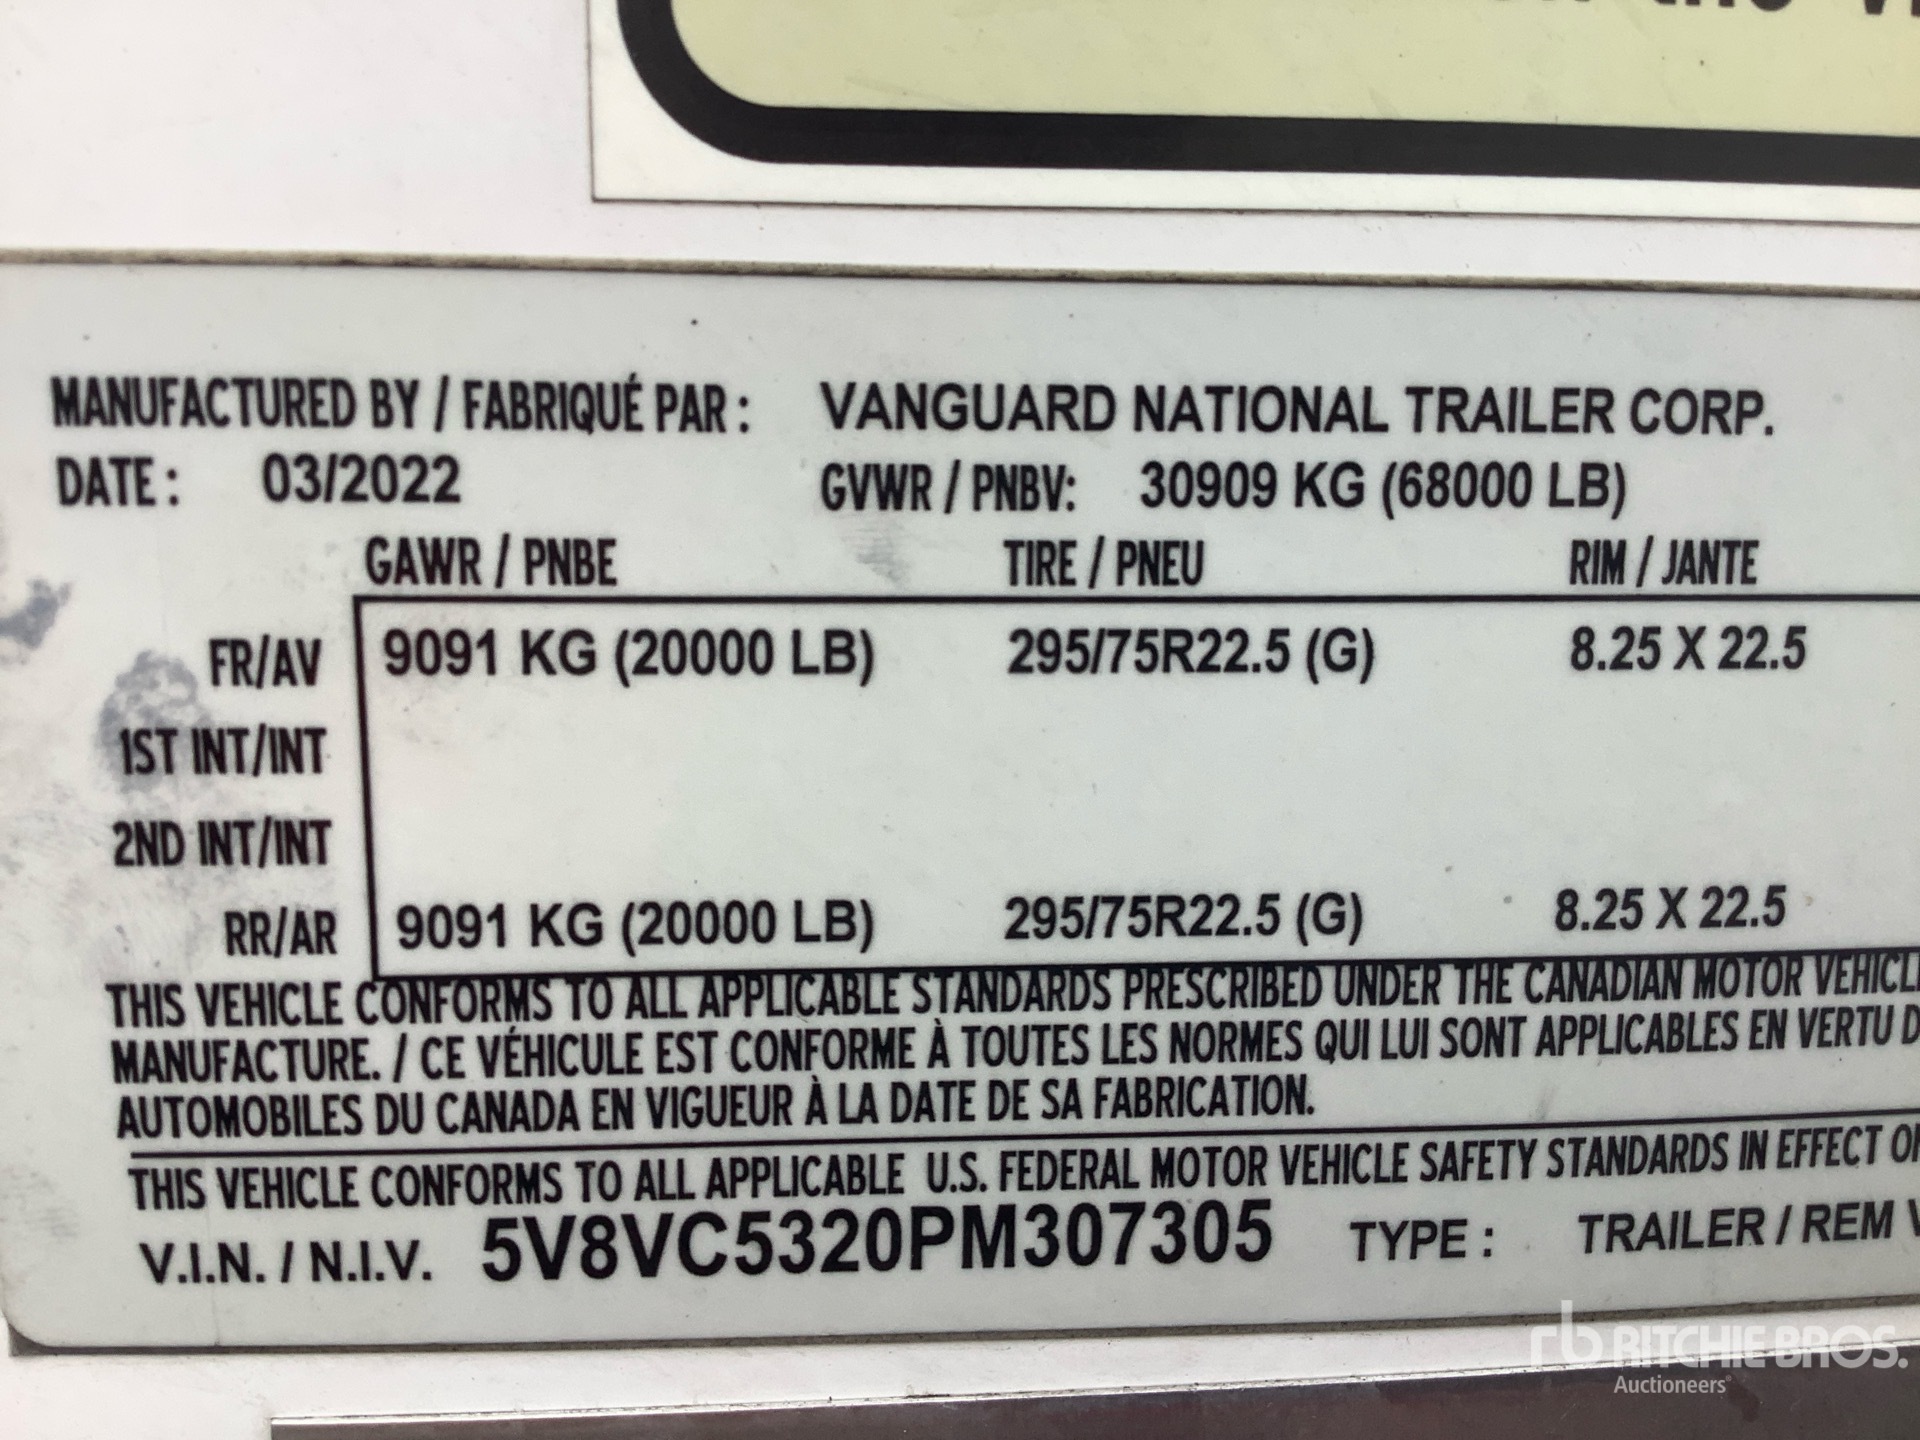 MANUFACTURED BY / FABRIQUÉ PAR : VANGUARD NATIONAL TRAILER CORP.
DATE : 03/2022 GVWR / PNBV: 30909 KG (68000 LB)
GAWR / PNBE TIRE / PNEU RIM / JANTE
FR/AV 9091 KG (20000 LB) 295/75R22.5 (G) 8.25 X 22.5
1ST INT/INT
2ND INT/INT
RR/AR 9091 KG (20000 LB) 295/75R22.5 (G) 8.25 X 22.5
THIS VEHICLE CONFORMS TO ALL APPLICABLE STANDARDS PRESCRIBED UNDER THE CANADIAN MOTOR
MANUFACTURE. / CE VÉHICULE EST CONFORME À TOUTES LES NORMES QUI LUI SONT APPLICABLES EN VERTU
AUTOMOBILES DU CANADA EN VIGUEUR À LA DATE DE SA FABRICATION.
THIS VEHICLE CONFORMS TO ALL APPLICABLE U.S. FEDERAL MOTOR VEHICLE SAFETY STANDARDS IN EFFECT
V.I.N. / N.I.V. 5V8VC5320PM307305 TYPE : TRAILER / REM
rb RITCHIE BROS.
Auctioneers